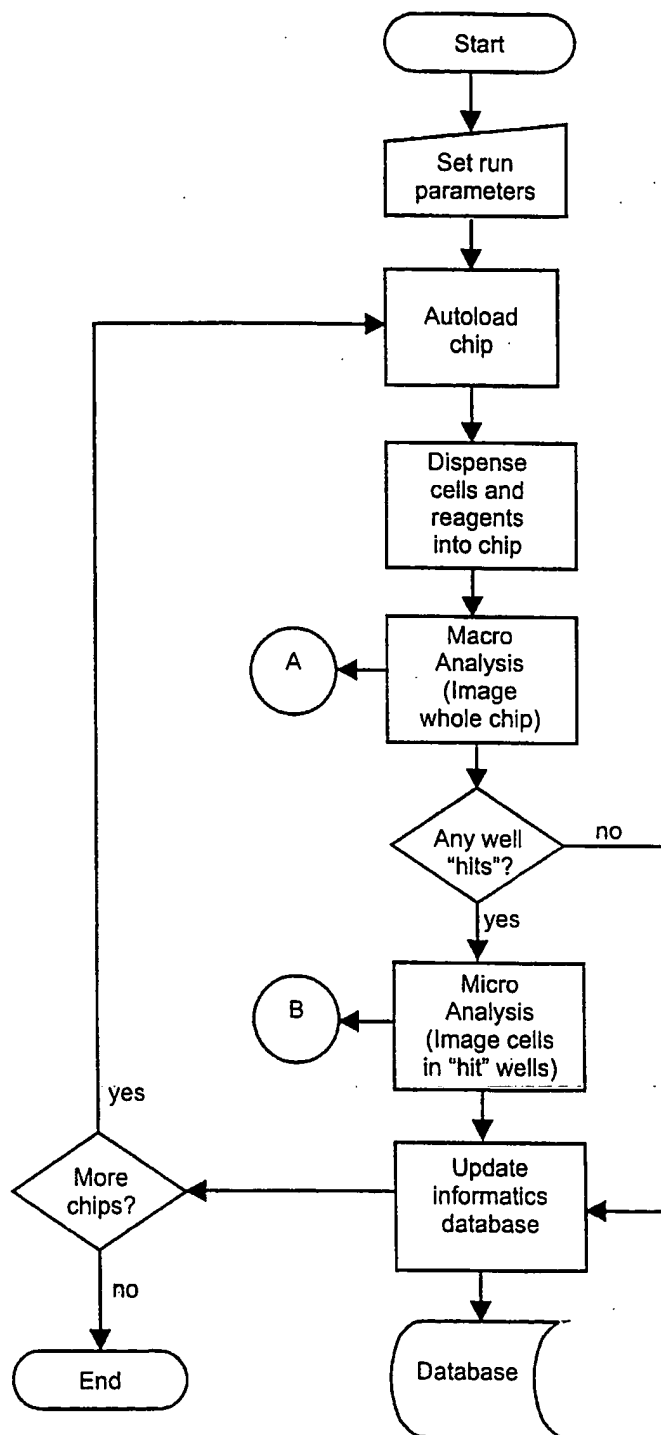 Start
Set run
parameters
Autoload
chip
Dispense
cells and
reagents
into chip
Macro
Analysis
(Image
whole chip)
A
Any well
“hits”?
no
yes
Micro
Analysis
(Image cells
in “hit” wells)
B
yes
Update
informatics
database
More
chips?
no
End
Database